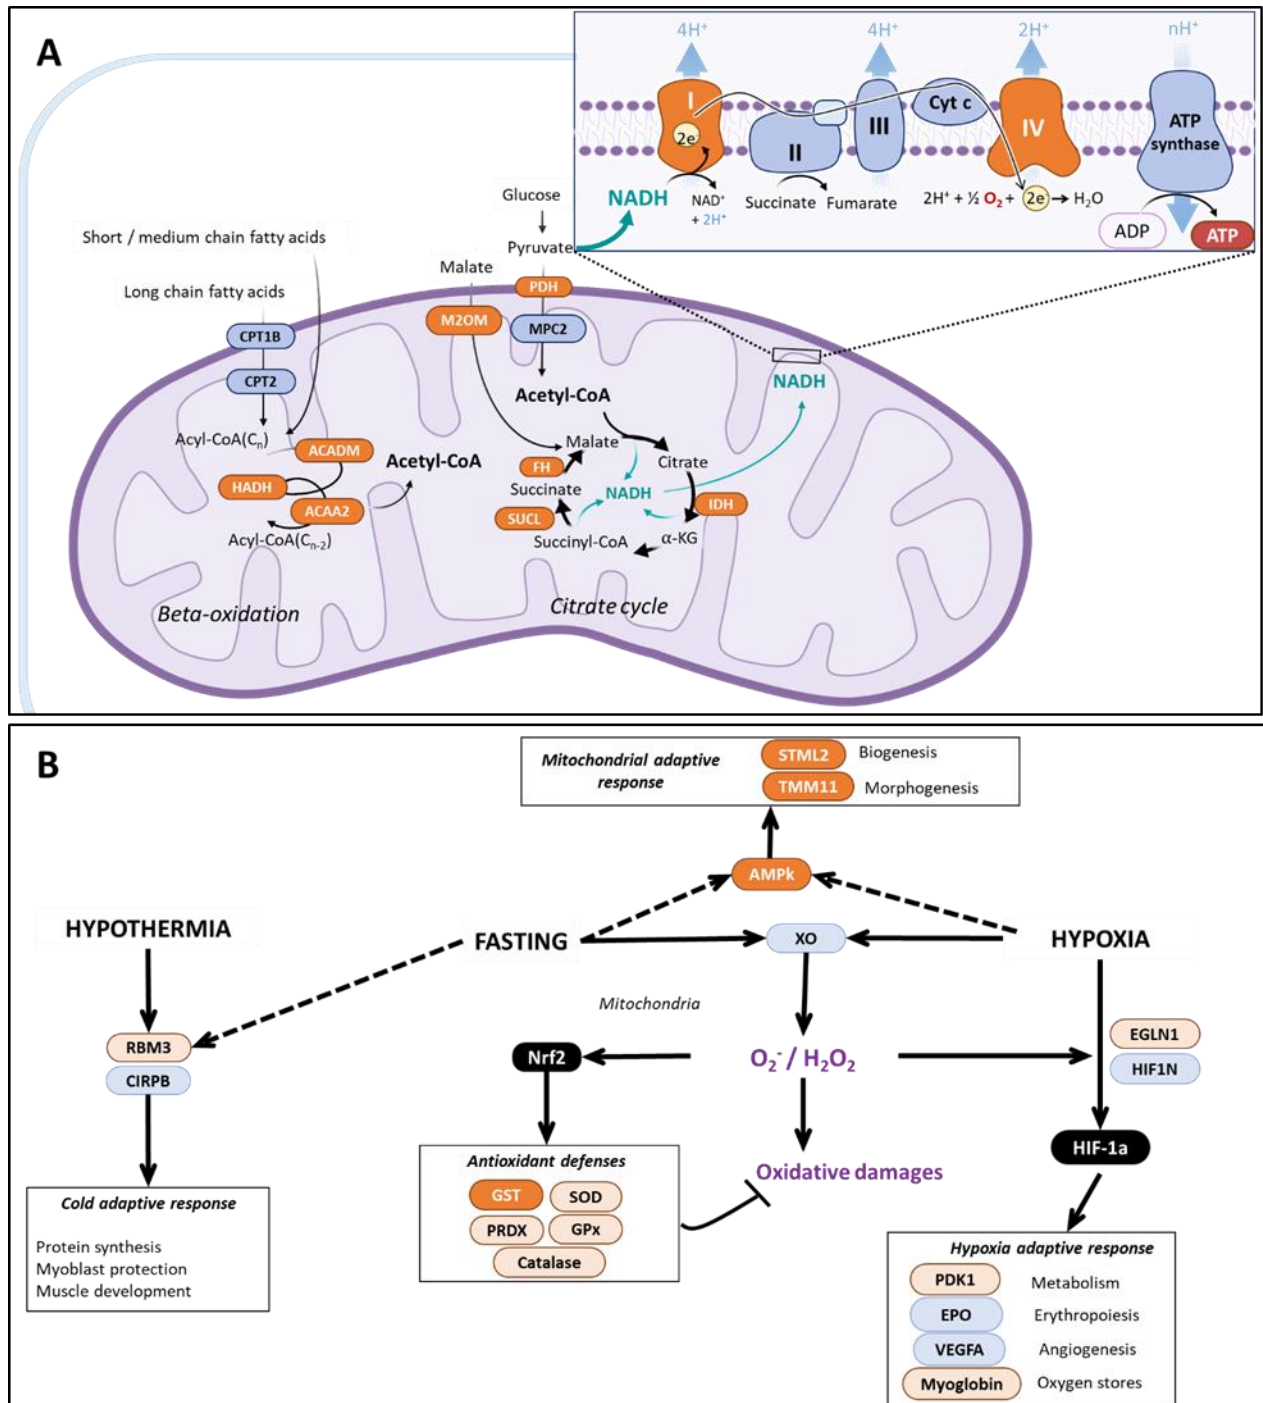 A
4H⁺
4H⁺
2H⁺
nH⁺
I
2e
II
III
Cyt c
IV
ATP
synthase
NADH
NAD⁺
+ 2H⁺
Succinate
Fumarate
2H⁺ + ½ O₂ + 2e → H₂O
ADP
ATP
Glucose
Pyruvate
Short / medium chain fatty acids
Malate
Long chain fatty acids
PDH
M2OM
MPC2
CPT1B
CPT2
NADH
Acetyl-CoA
Acyl-CoA(Cₙ)
ACADM
Malate
Acetyl-CoA
Citrate
FH
HADH
Succinate
NADH
ACAA2
SUCL
IDH
Acyl-CoA(Cₙ₋₂)
Succinyl-CoA
α-KG
Beta-oxidation
Citrate cycle
B
Mitochondrial adaptive
response
STML2
Biogenesis
TMM11
Morphogenesis
AMPk
HYPOTHERMIA
FASTING
XO
HYPOXIA
Mitochondria
RBM3
CIRPB
Nrf2
O₂⁻ / H₂O₂
EGLN1
HIF1N
HIF-1a
Antioxidant defenses
GST
SOD
PRDX
GPx
Catalase
Oxidative damages
Cold adaptive response
Protein synthesis
Myoblast protection
Muscle development
Hypoxia adaptive response
PDK1
Metabolism
EPO
Erythropoiesis
VEGFA
Angiogenesis
Myoglobin
Oxygen stores